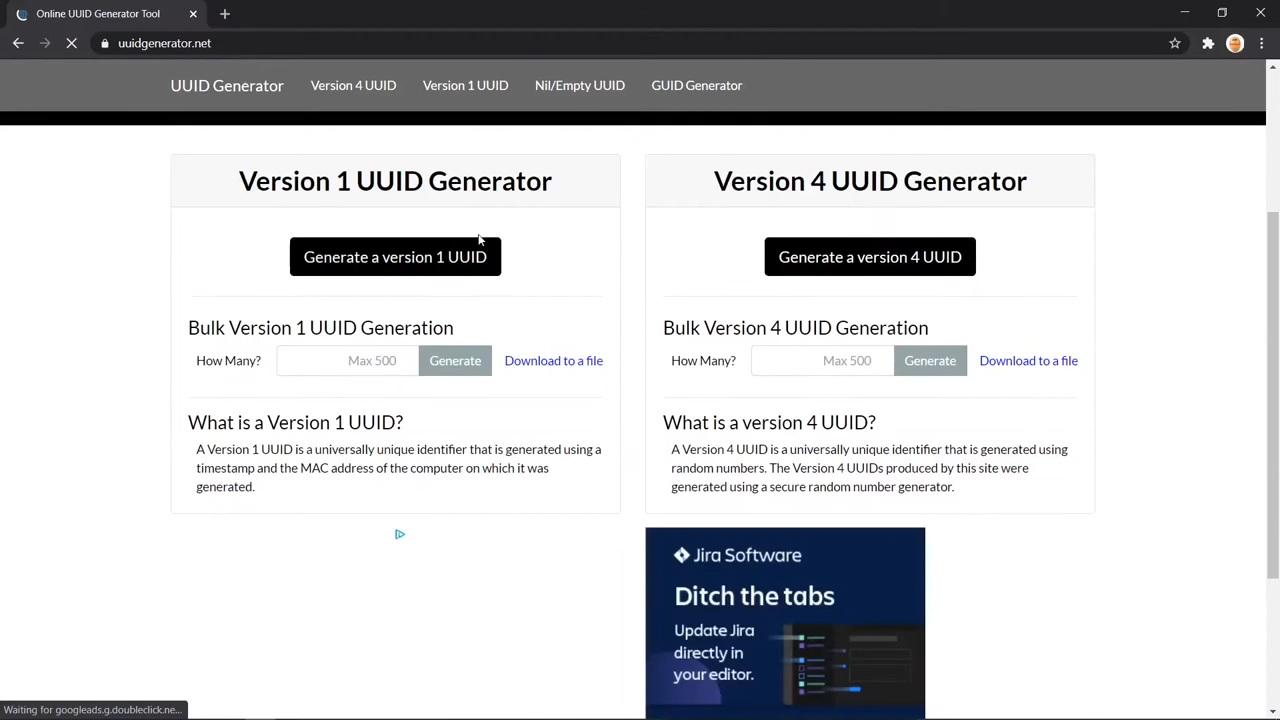 Online UUID Generator Tool
uuidgenerator.net
UUID Generator Version 4 UUID Version 1 UUID Nil/Empty UUID GUID Generator
Version 1 UUID Generator
Generate a version 1 UUID
Bulk Version 1 UUID Generation
How Many? Max 500 Generate Download to a file
What is a Version 1 UUID?
A Version 1 UUID is a universally unique identifier that is generated using a
timestamp and the MAC address of the computer on which it was
generated.
Version 4 UUID Generator
Generate a version 4 UUID
Bulk Version 4 UUID Generation
How Many? Max 500 Generate Download to a file
What is a version 4 UUID?
A Version 4 UUID is a universally unique identifier that is generated using
random numbers. The Version 4 UUIDs produced by this site were
generated using a secure random number generator.
Jira Software
Ditch the tabs
Update Jira
directly in
your editor.
Waiting for googleads.g.doubleclick.ne...